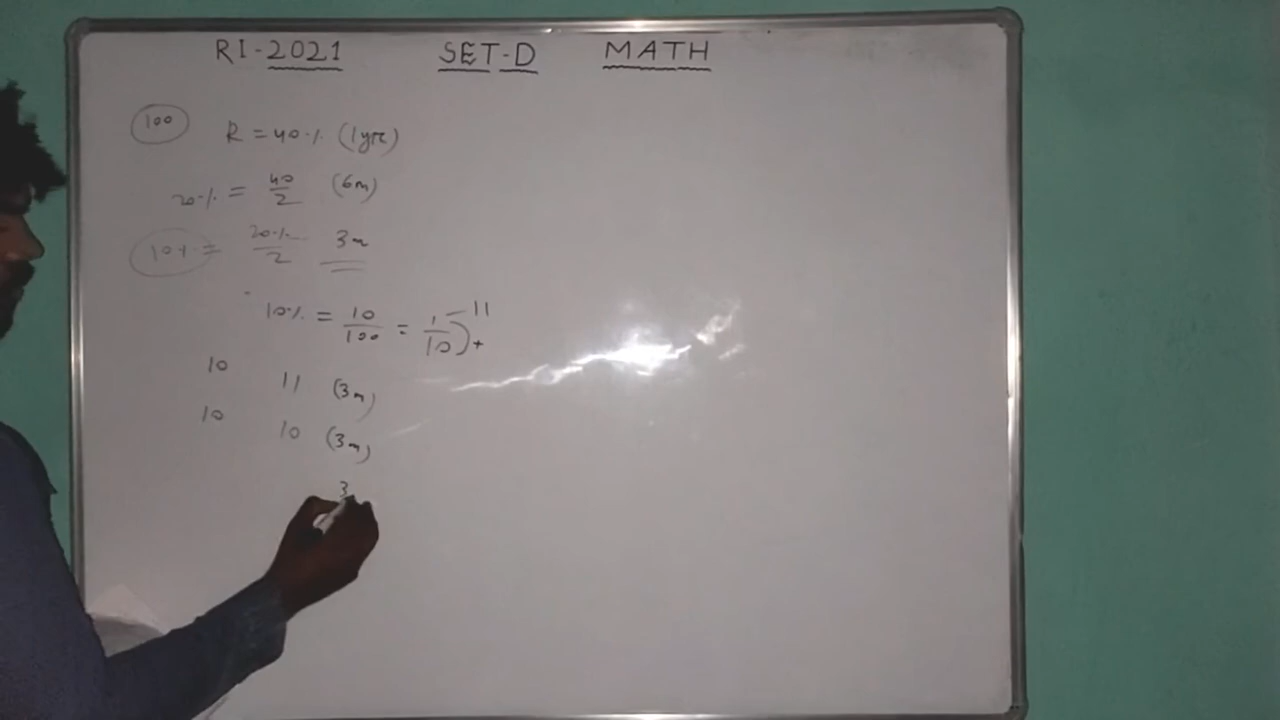 RI-2021 SET-D MATH
100 R = 40% (1yr)
20% = 40/2 (6m)
10% = 20%/2 3m
10% = 10/100 = 1/10 11 +
10 11 (3m)
10 10 (3m)
3